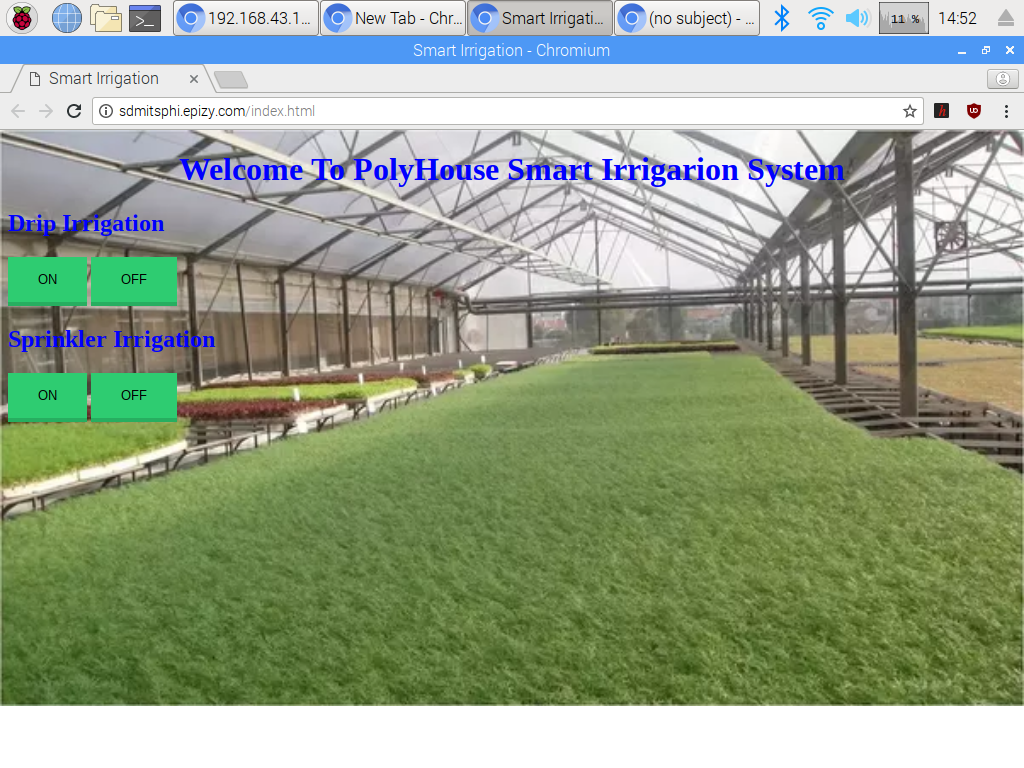 192.168.43.1...
New Tab - Chr...
Smart Irrigati...
(no subject) - ...
11 %
14:52
Smart Irrigation - Chromium
Smart Irrigation
sdmitsphi.epizy.com/index.html
Welcome To PolyHouse Smart Irrigarion System
Drip Irrigation
ON OFF
Sprinkler Irrigation
ON OFF